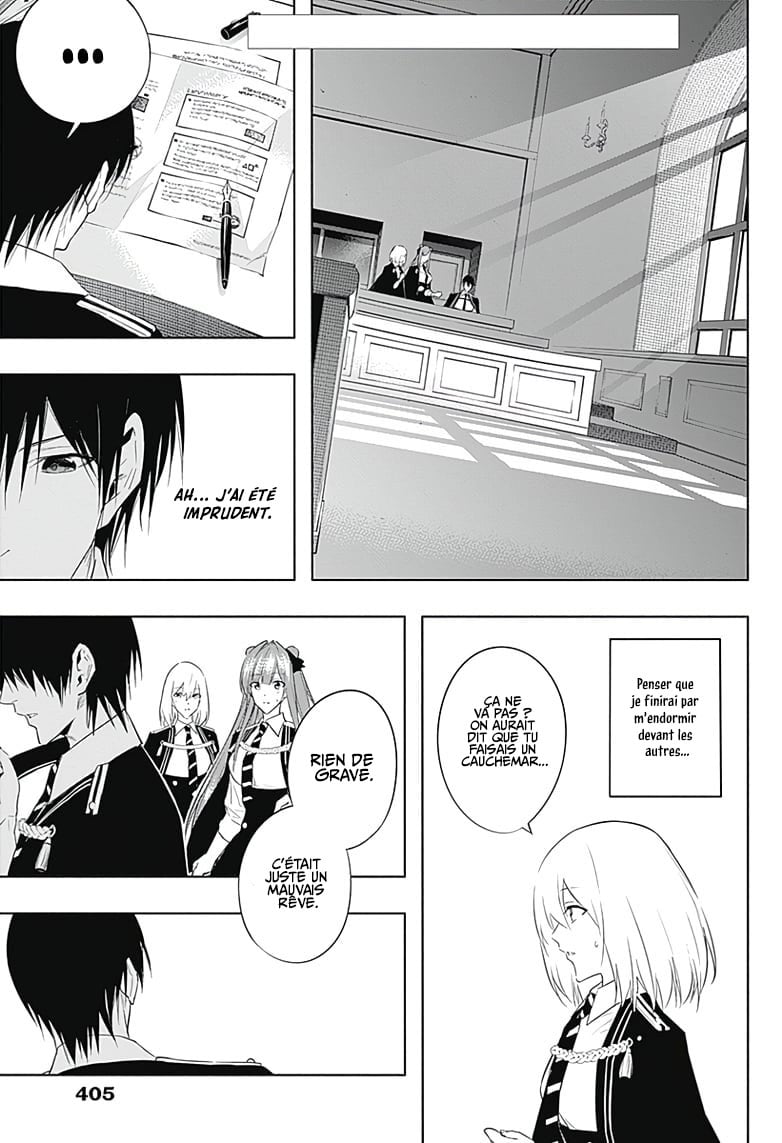 ...
AH... J'AI ÉTÉ
IMPRUDENT.
Penser que
je finirai par
m'endormir
devant les
autres...
ÇA NE
VA PAS ?
ON AURAIT
DIT QUE TU
FAISAIS UN
CAUCHEMAR...
RIEN DE
GRAVE.
C'ÉTAIT
JUSTE UN
MAUVAIS
RÊVE.
405